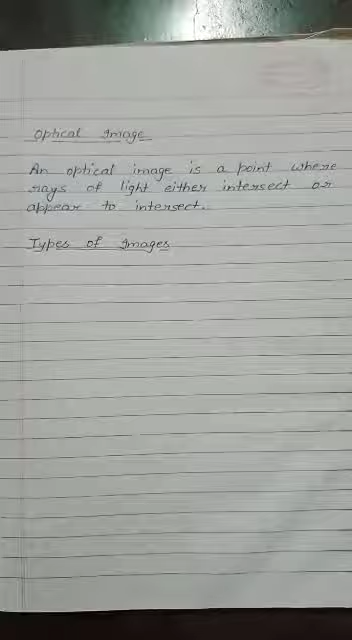 Optical Image
An optical image is a point where
rays of light either intersect or
appear to intersect.
Types of Images